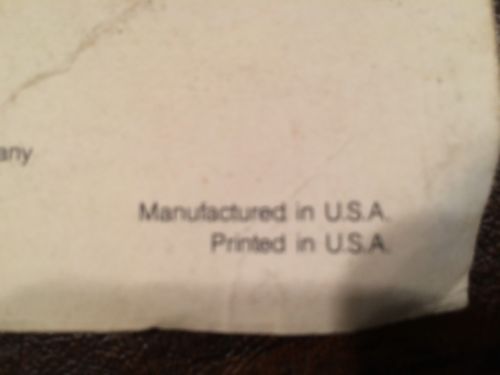 any
Manufactured in U.S.A.
Printed in U.S.A.